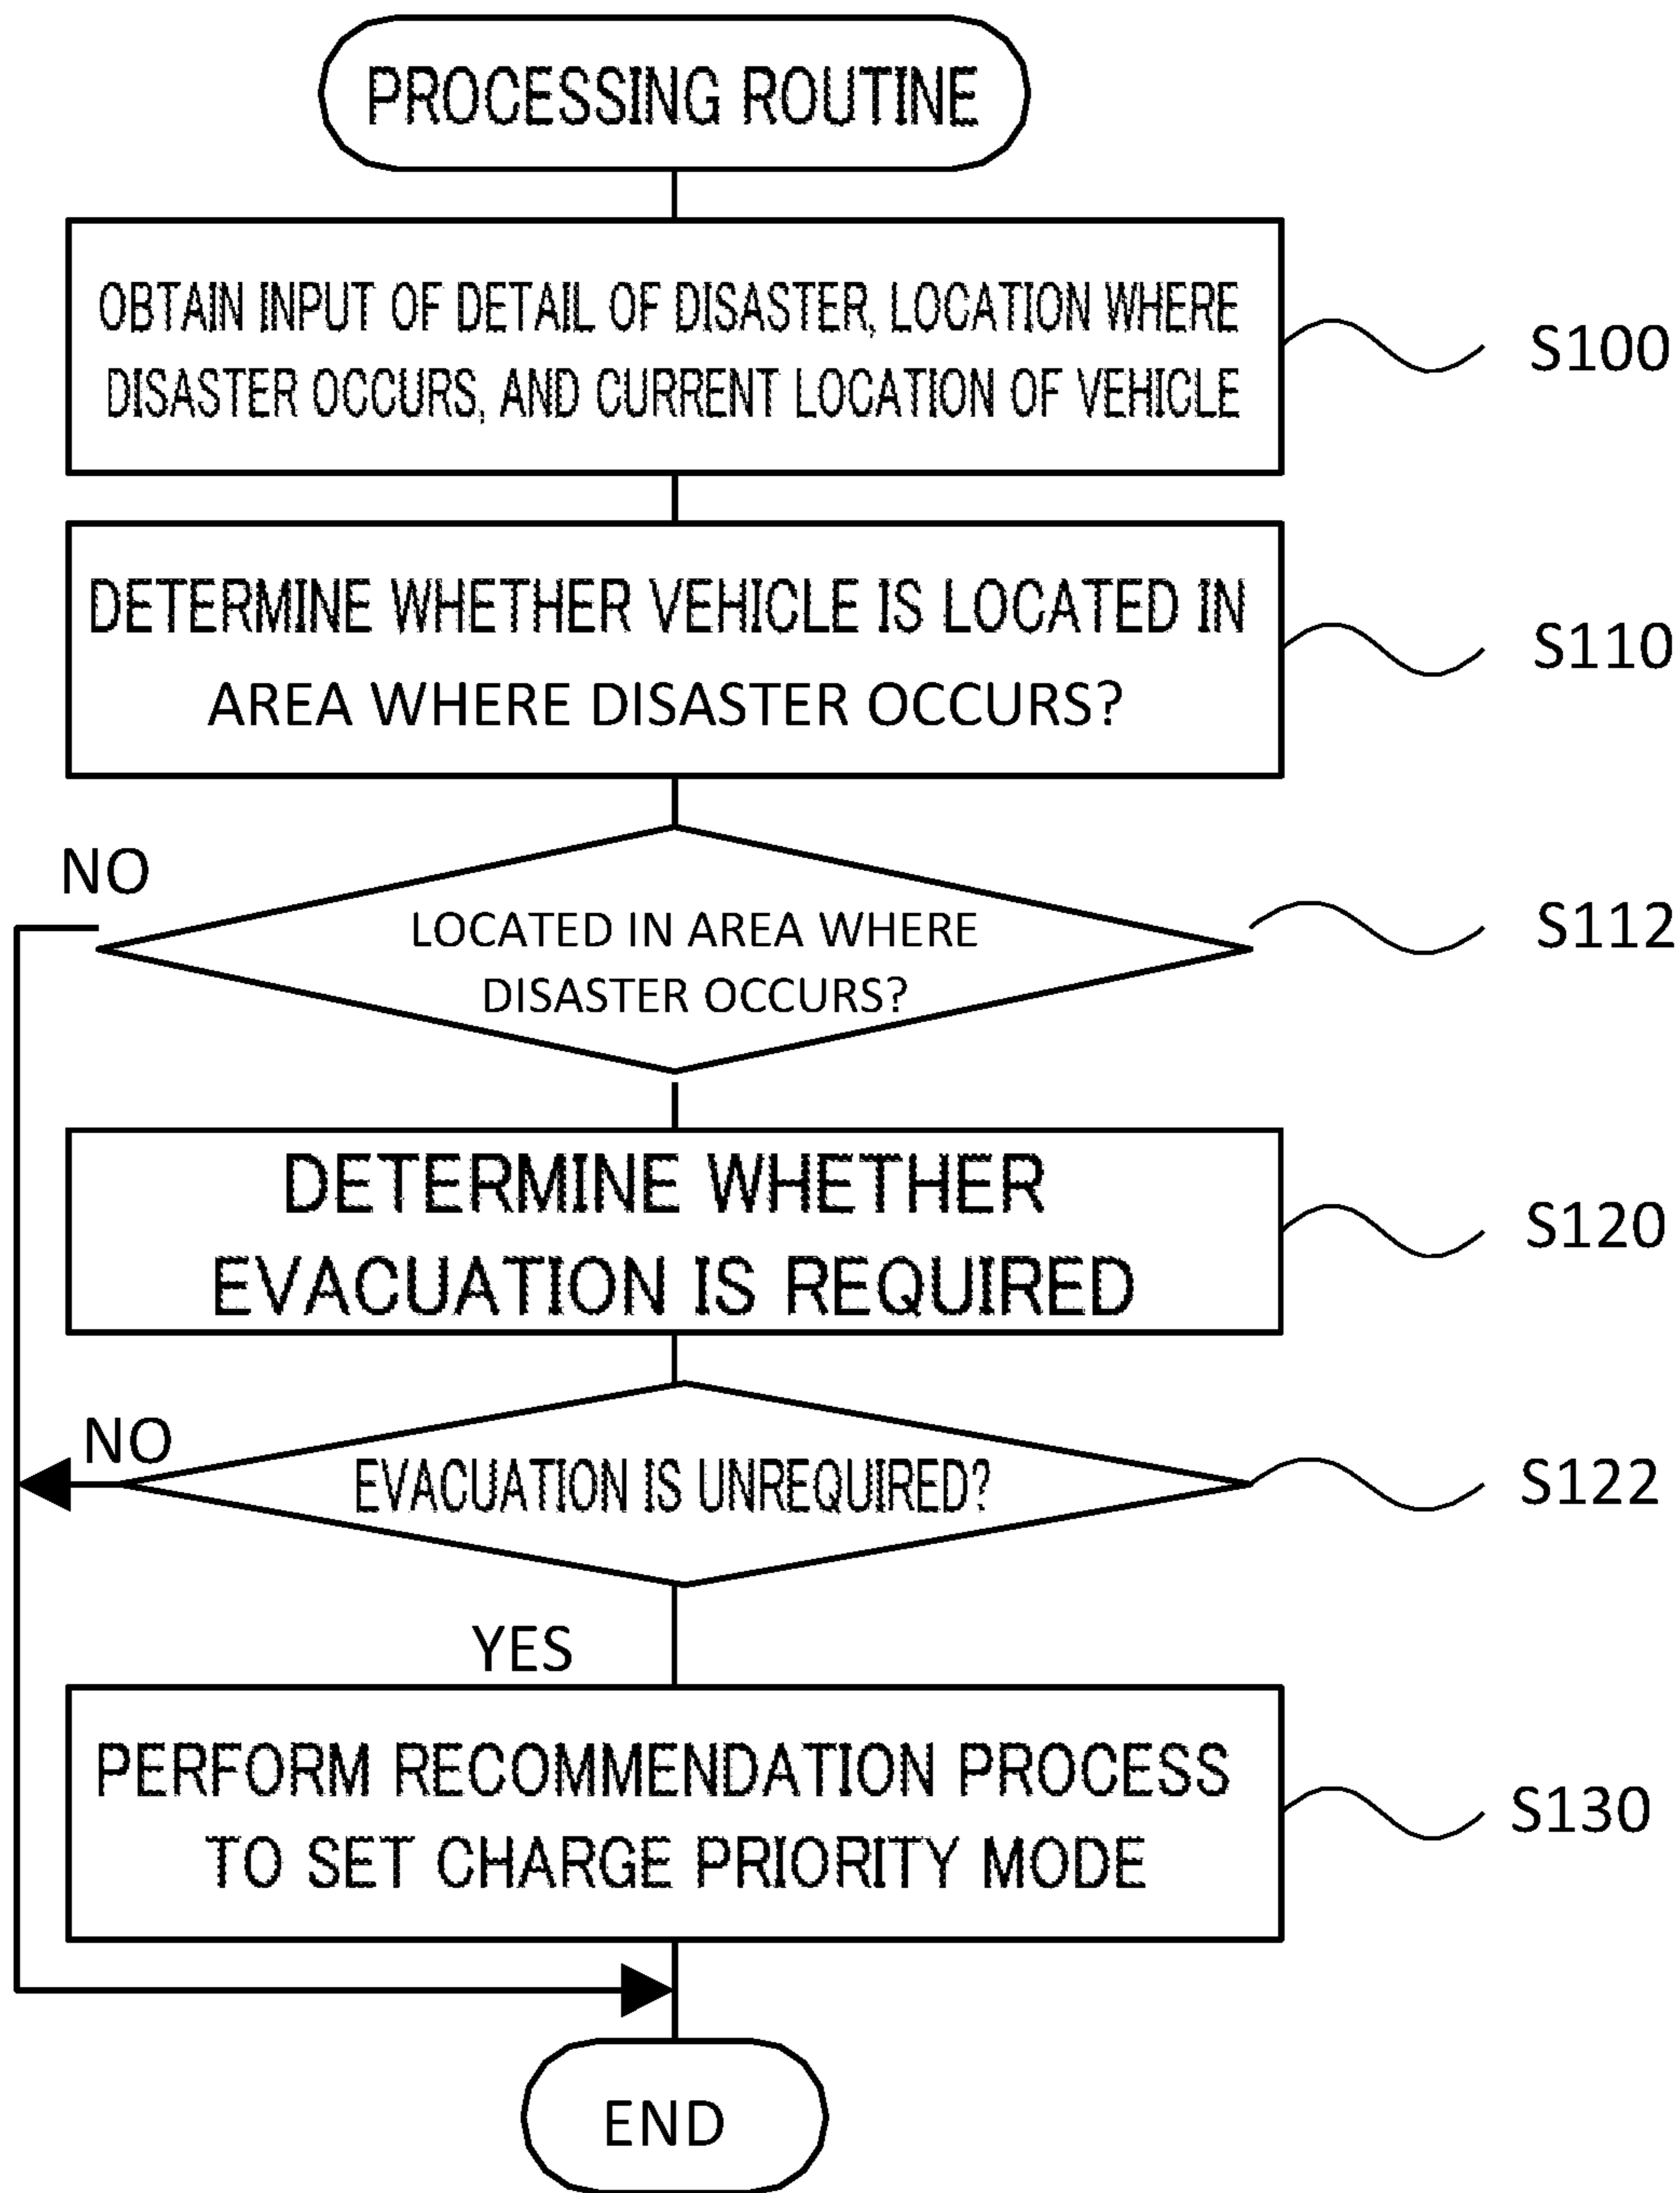 PROCESSING ROUTINE
OBTAIN INPUT OF DETAIL OF DISASTER, LOCATION WHERE
DISASTER OCCURS, AND CURRENT LOCATION OF VEHICLE
S100
DETERMINE WHETHER VEHICLE IS LOCATED IN
AREA WHERE DISASTER OCCURS?
S110
NO
LOCATED IN AREA WHERE
DISASTER OCCURS?
S112
DETERMINE WHETHER
EVACUATION IS REQUIRED
S120
NO
EVACUATION IS UNREQUIRED?
S122
YES
PERFORM RECOMMENDATION PROCESS
TO SET CHARGE PRIORITY MODE
S130
END